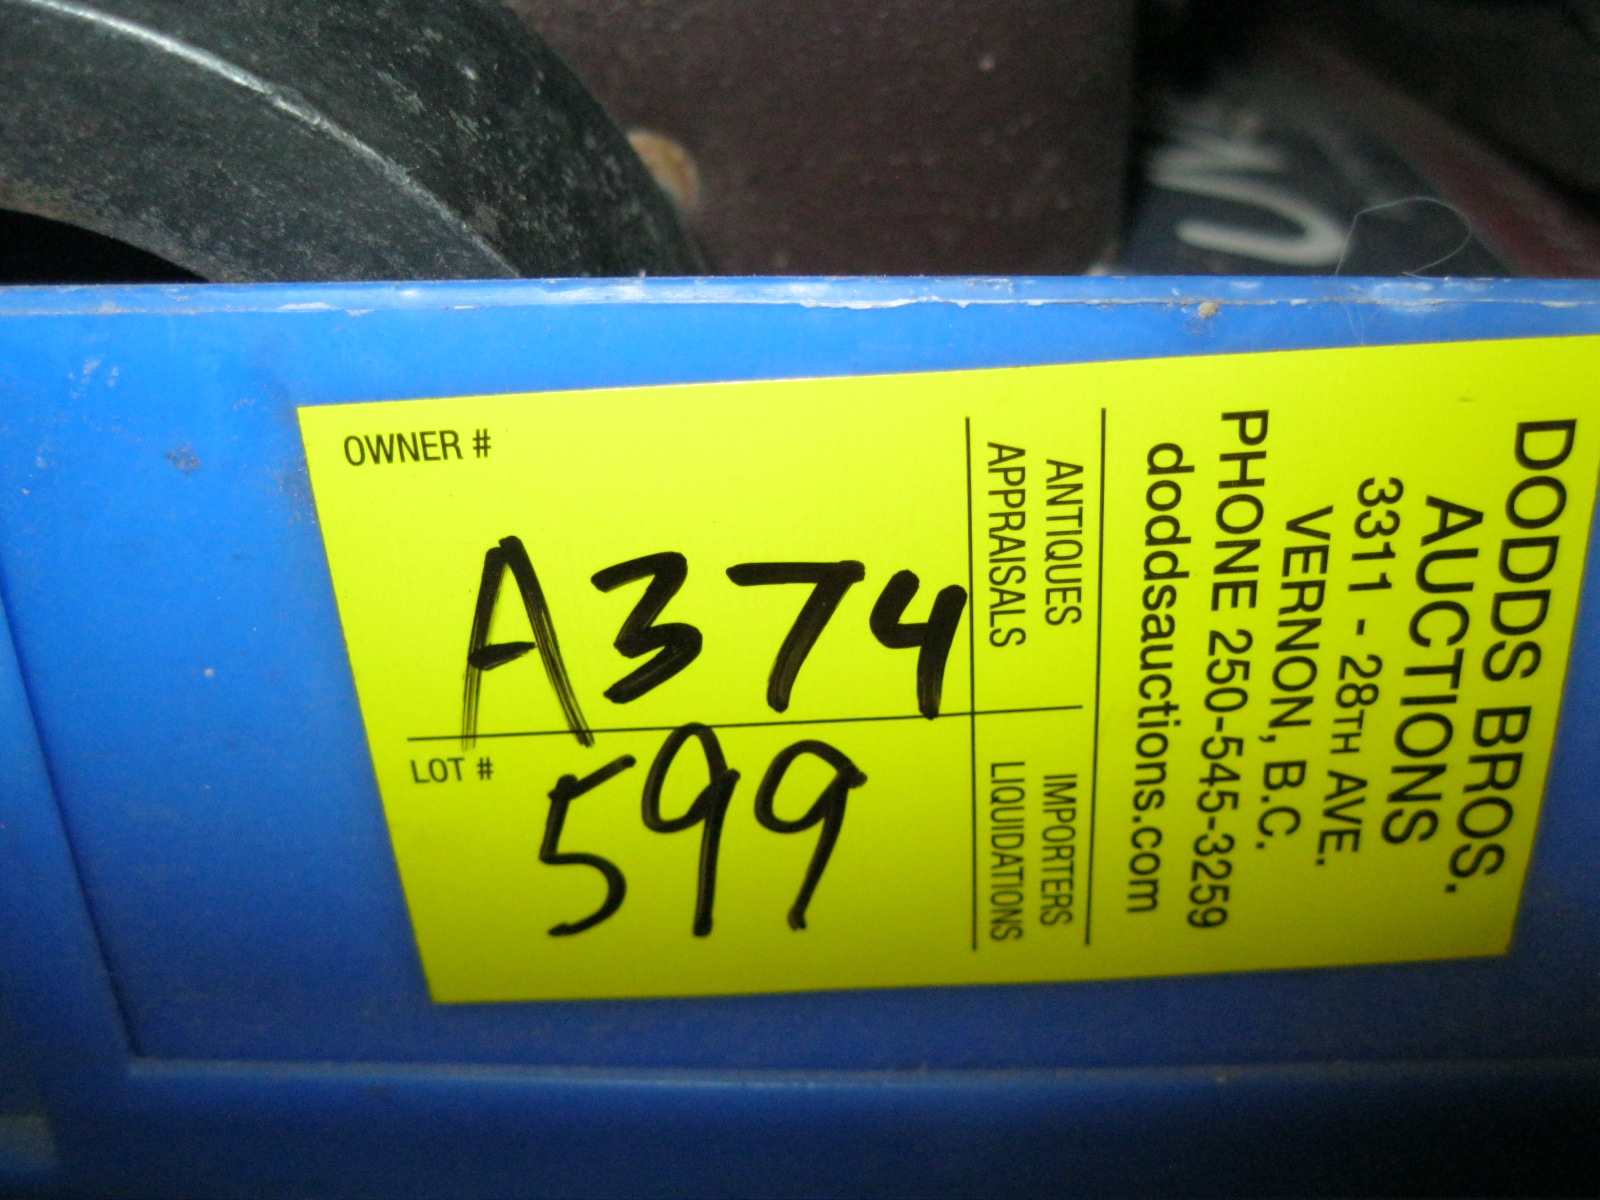 DODDS BROS.
AUCTIONS
3311 - 28TH AVE.
VERNON, B.C.
PHONE 250-545-3259
doddsauctions.com
ANTIQUES IMPORTERS
APPRAISALS LIQUIDATIONS
OWNER #
A374
LOT #
599